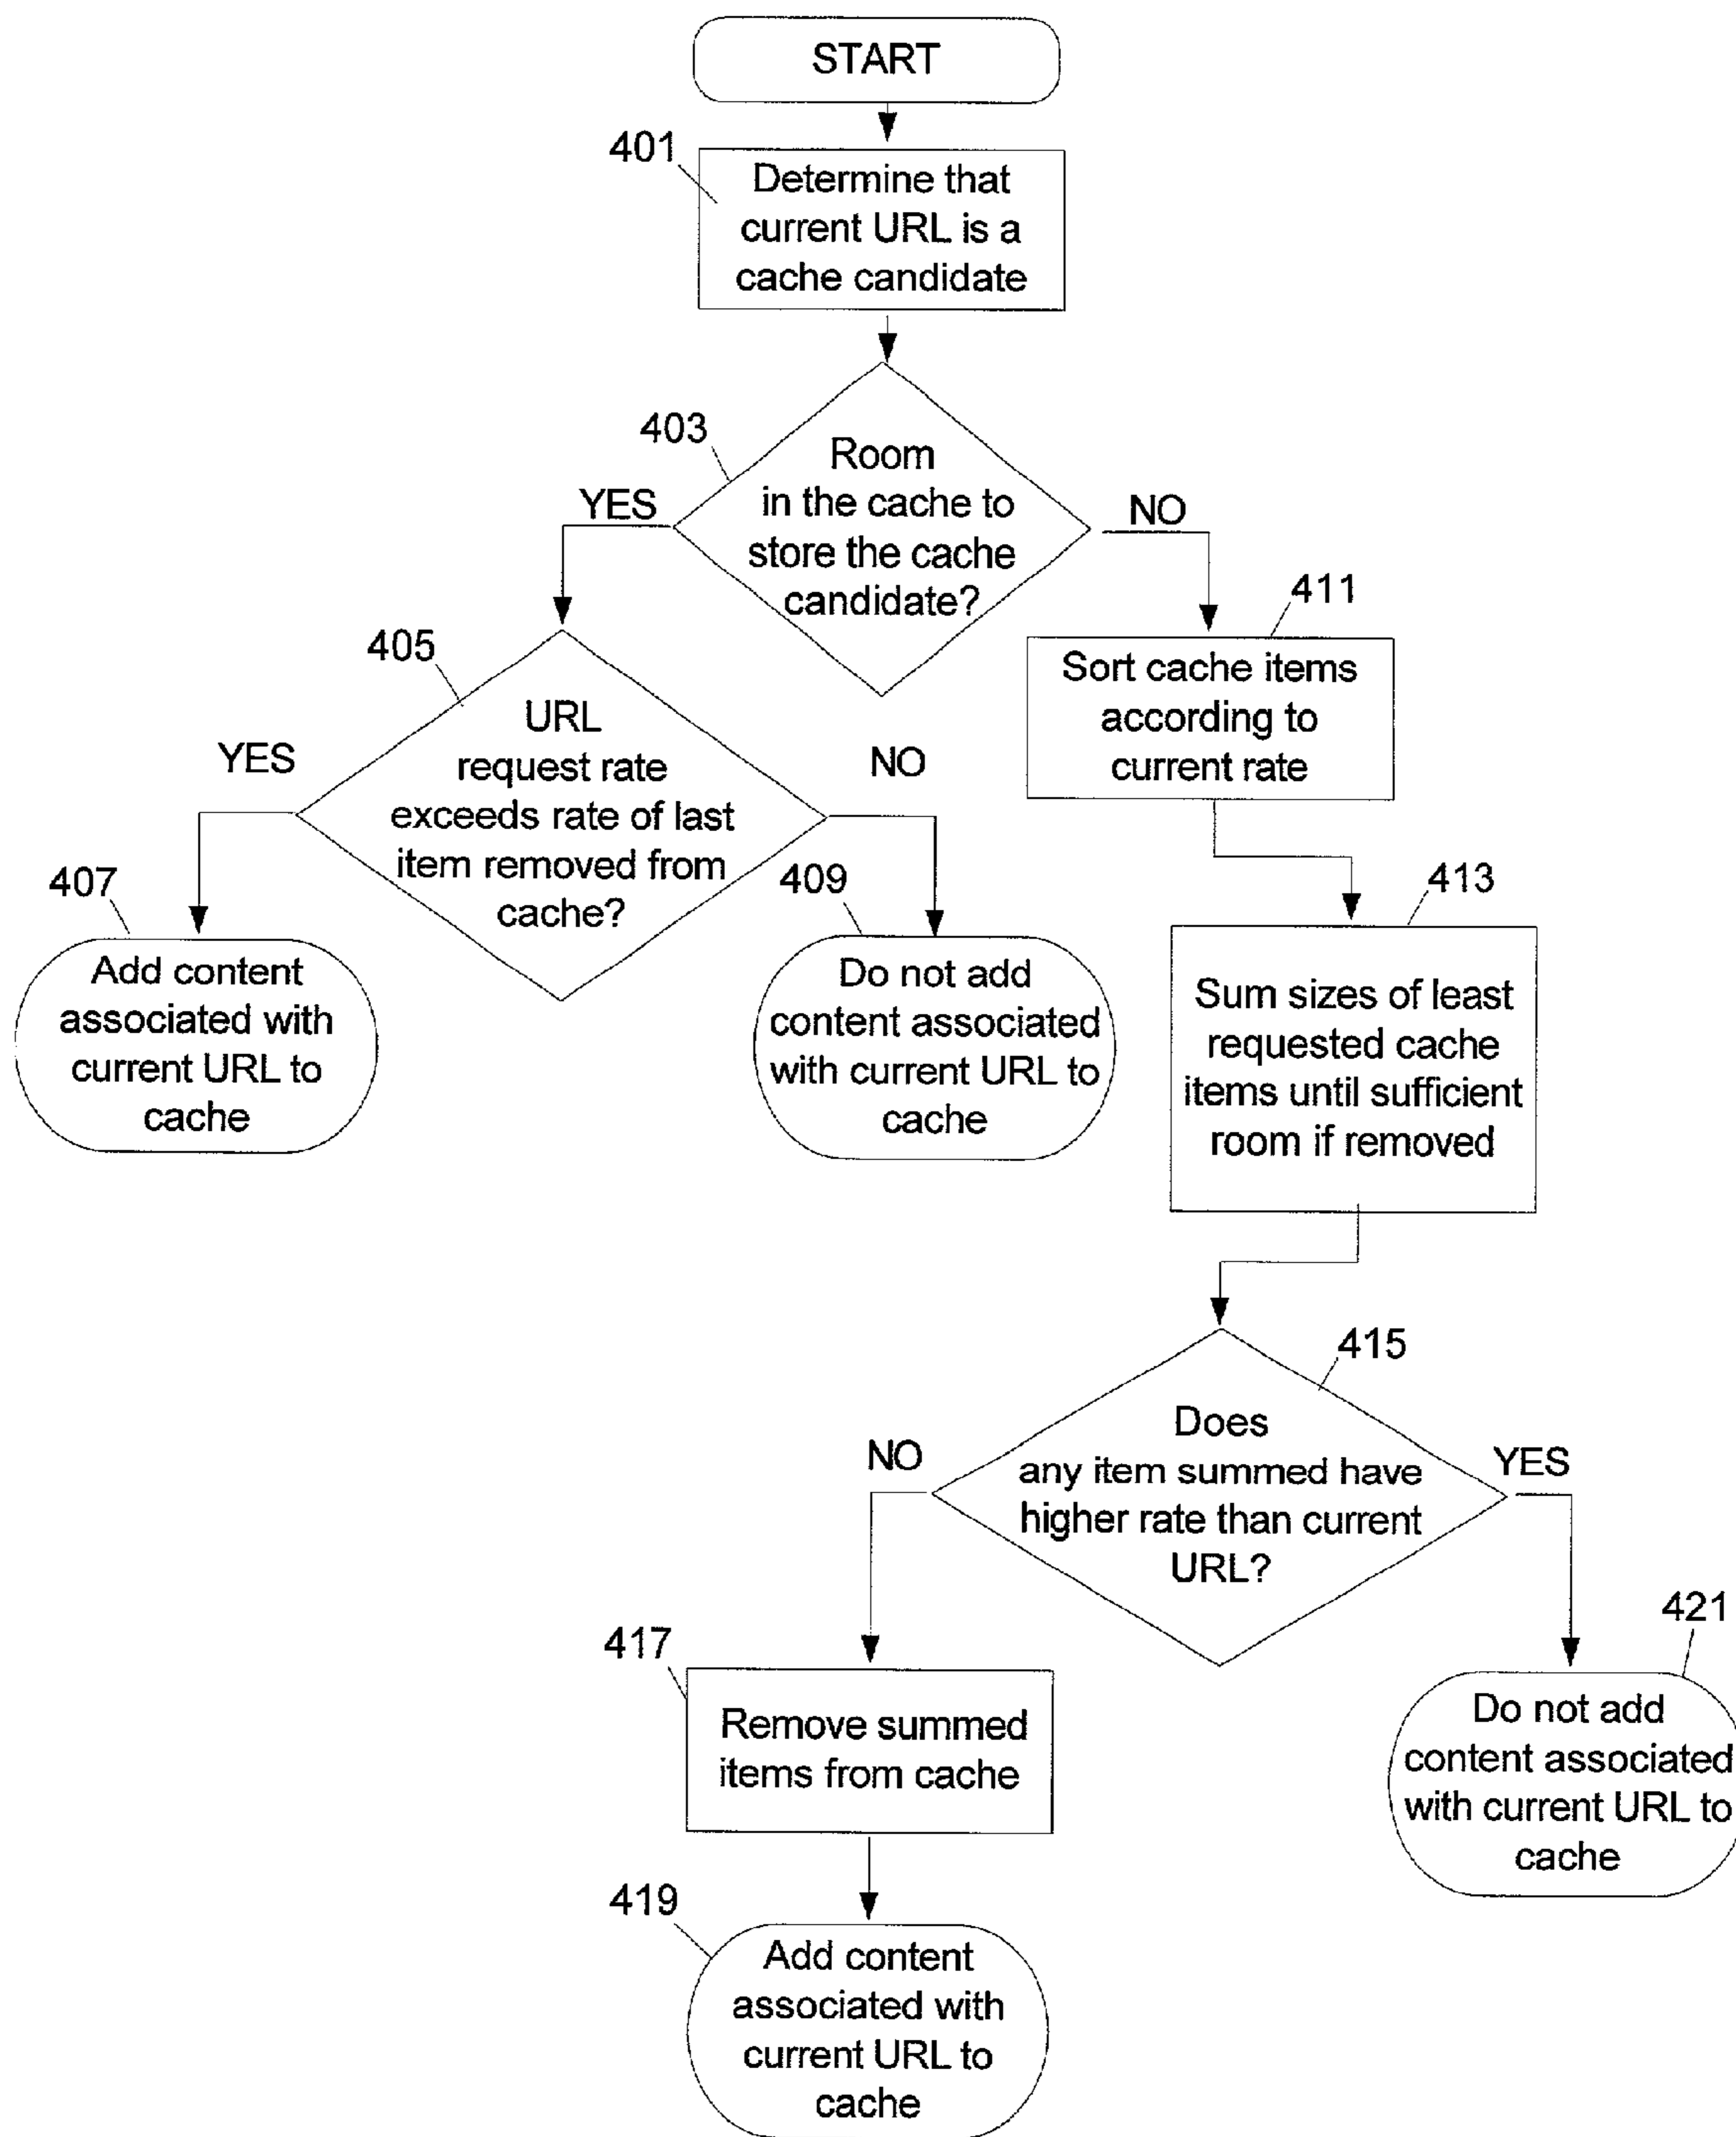 START
401
Determine that
current URL is a
cache candidate
403
Room
in the cache to
store the cache
candidate?
YES
NO
405
URL
request rate
exceeds rate of last
item removed from
cache?
YES
NO
407
Add content
associated with
current URL to
cache
409
Do not add
content associated
with current URL to
cache
411
Sort cache items
according to
current rate
413
Sum sizes of least
requested cache
items until sufficient
room if removed
415
Does
any item summed have
higher rate than current
URL?
NO
YES
417
Remove summed
items from cache
419
Add content
associated with
current URL to
cache
421
Do not add
content associated
with current URL to
cache